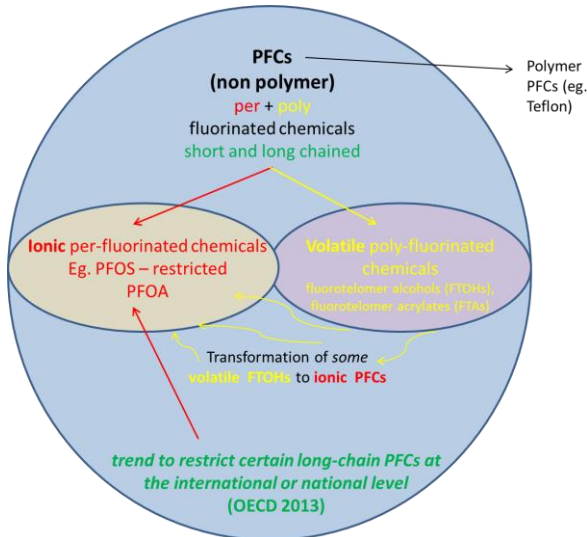 PFCs
(non polymer)
per + poly
fluorinated chemicals
short and long chained
Polymer
PFCs (eg.
Teflon)
Ionic per-fluorinated chemicals
Eg. PFOS – restricted
PFOA
Volatile poly-fluorinated
chemicals
fluorotelomer alcohols (FTOHs),
fluorotelomer acrylates (FTAs)
Transformation of some
volatile FTOHs to ionic PFCs
trend to restrict certain long-chain PFCs at
the international or national level
(OECD 2013)